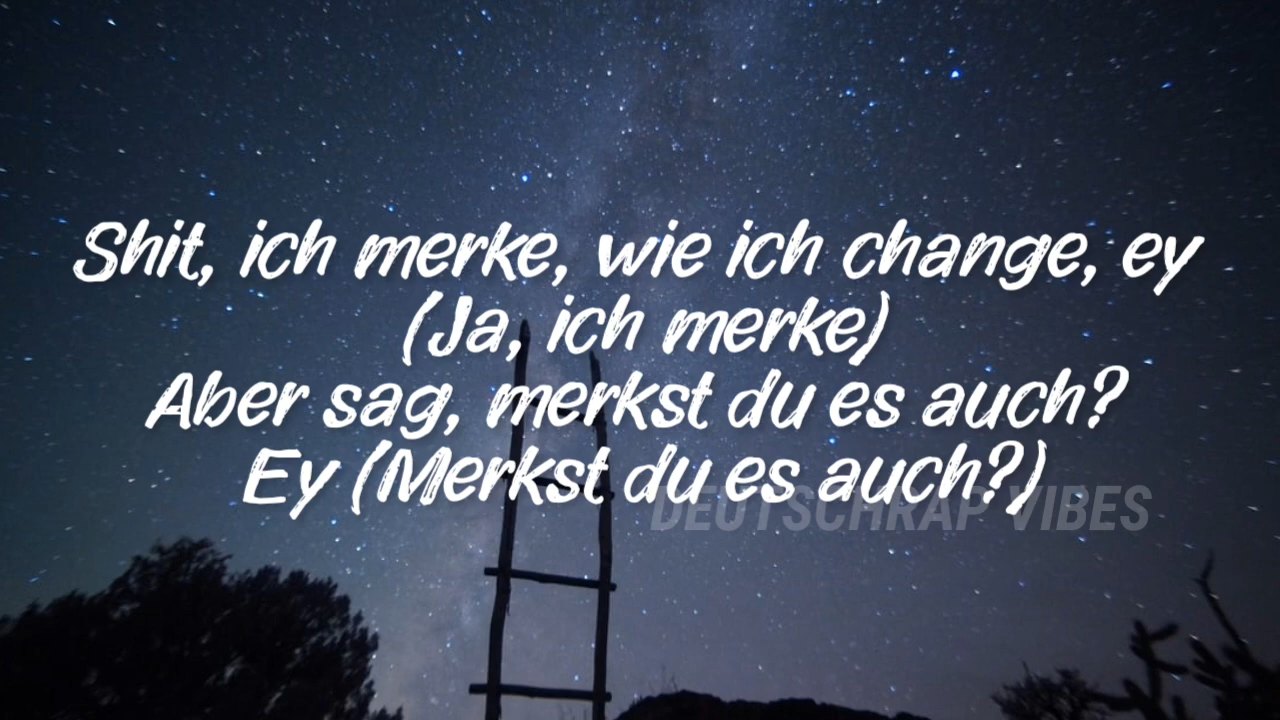 Shit, ich merke, wie ich change, ey
(Ja, ich merke)
Aber sag, merkst du es auch?
Ey (Merkst du es auch?)
DEUTSCHRAP VIBES